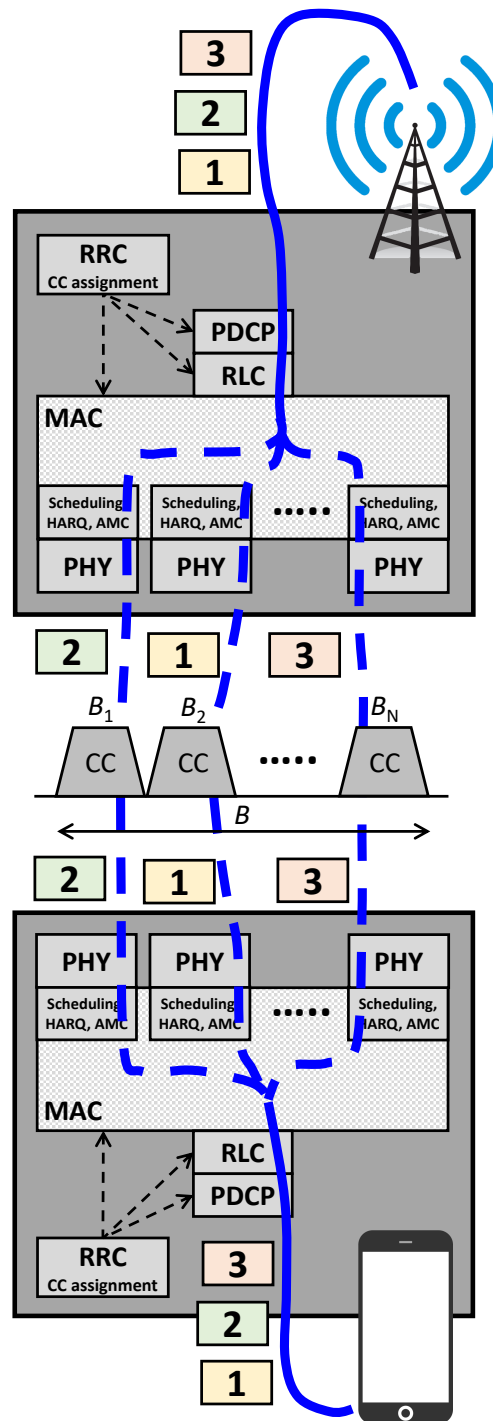 3
2
1
RRC
CC assignment
PDCP
RLC
MAC
Scheduling, HARQ, AMC
Scheduling, HARQ, AMC
Scheduling, HARQ, AMC
PHY
PHY
PHY
2
1
3
B1
B2
BN
CC
CC
CC
B
2
1
3
PHY
PHY
PHY
Scheduling, HARQ, AMC
Scheduling, HARQ, AMC
Scheduling, HARQ, AMC
MAC
RLC
PDCP
RRC
CC assignment
3
2
1